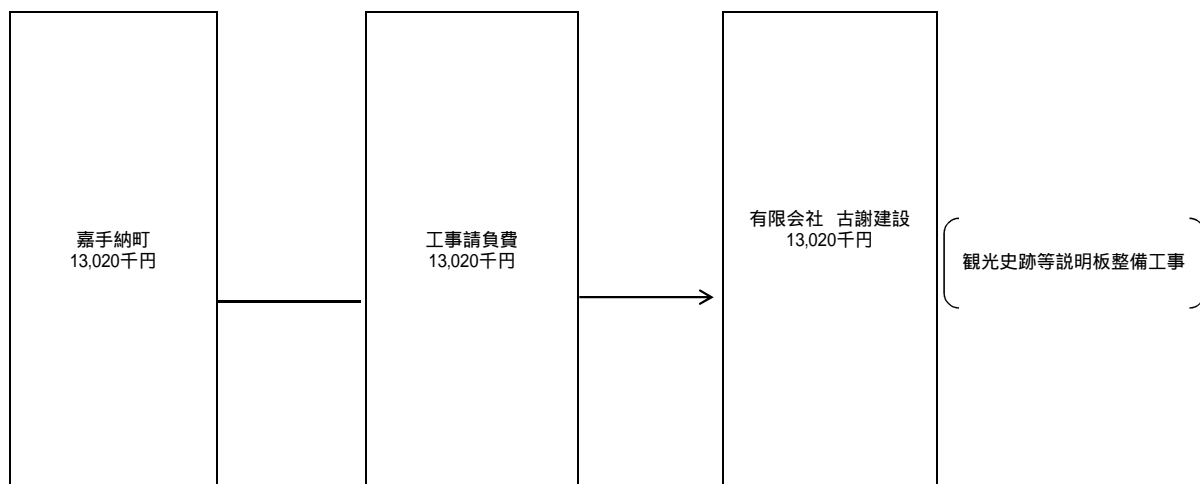 嘉手納町
13,020千円
工事請負費
13,020千円
有限会社　古謝建設
13,020千円
観光史跡等説明板整備工事